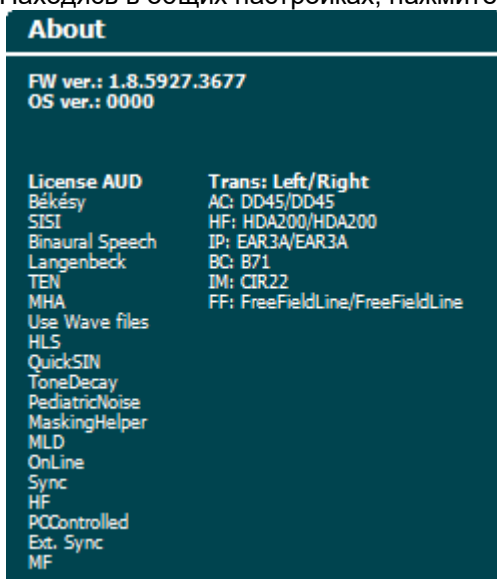 Находясь в общих настройках, нажмите
About
FW ver.: 1.8.5927.3677
OS ver.: 0000
License AUD
Békésy
SISI
Binaural Speech
Langenbeck
TEN
MHA
Use Wave files
HLS
QuickSIN
ToneDecay
PediatricNoise
MaskingHelper
MLD
OnLine
Sync
HF
PCControlled
Ext. Sync
MF
Trans: Left/Right
AC: DD45/DD45
HF: HDA200/HDA200
IP: EAR3A/EAR3A
BC: B71
IM: CIR22
FF: FreeFieldLine/FreeFieldLine